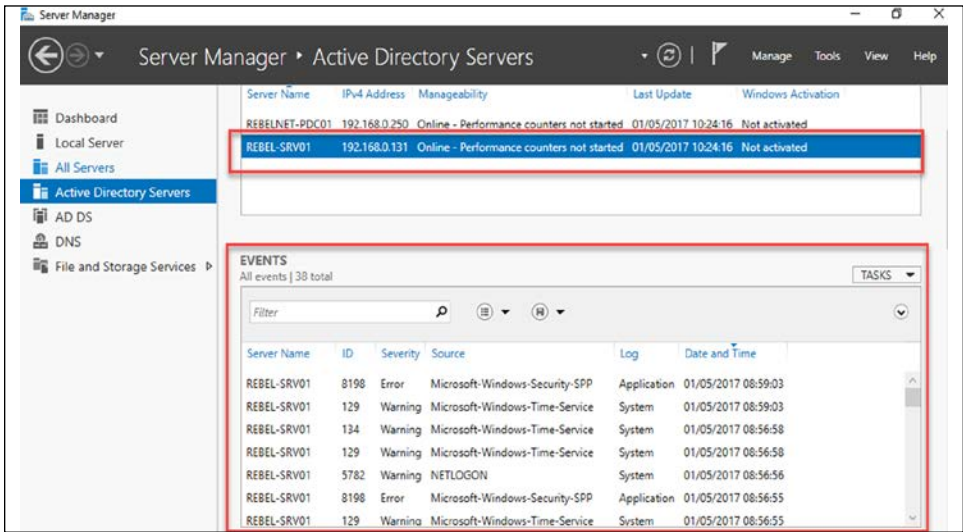 Server Manager
Server Manager • Active Directory Servers
Manage Tools View Help
Dashboard
Local Server
All Servers
Active Directory Servers
AD DS
DNS
File and Storage Services
Server Name IPv4 Address Manageability Last Update Windows Activation
REBELNET-PDC01 192.168.0.250 Online - Performance counters not started 01/05/2017 10:24:16 Not activated
REBEL-SRV01 192.168.0.131 Online - Performance counters not started 01/05/2017 10:24:16 Not activated
EVENTS
All events | 38 total
TASKS
Filter
Server Name ID Severity Source Log Date and Time
REBEL-SRV01 8198 Error Microsoft-Windows-Security-SPP Application 01/05/2017 08:59:03
REBEL-SRV01 129 Warning Microsoft-Windows-Time-Service System 01/05/2017 08:59:03
REBEL-SRV01 134 Warning Microsoft-Windows-Time-Service System 01/05/2017 08:56:58
REBEL-SRV01 129 Warning Microsoft-Windows-Time-Service System 01/05/2017 08:56:58
REBEL-SRV01 5782 Warning NETLOGON System 01/05/2017 08:56:56
REBEL-SRV01 8198 Error Microsoft-Windows-Security-SPP Application 01/05/2017 08:56:55
REBEL-SRV01 129 Warning Microsoft-Windows-Time-Service System 01/05/2017 08:56:55